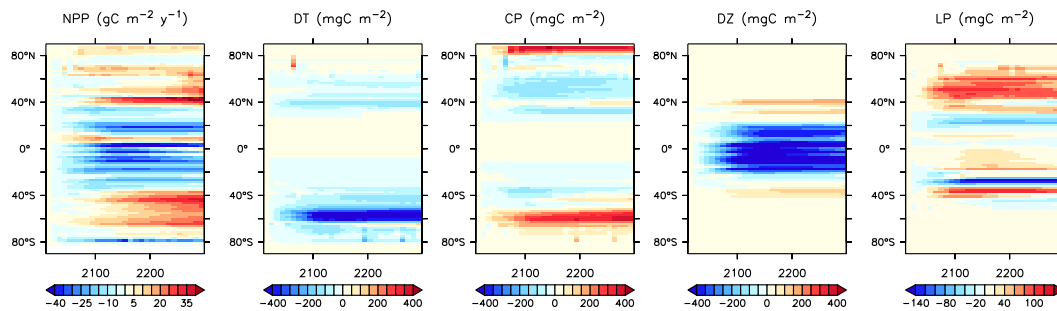 NPP (gC m⁻² y⁻¹) DT (mgC m⁻²) CP (mgC m⁻²) DZ (mgC m⁻²) LP (mgC m⁻²)
80°N 80°N 80°N 80°N 80°N
40°N 40°N 40°N 40°N 40°N
0° 0° 0° 0° 0°
40°S 40°S 40°S 40°S 40°S
80°S 80°S 80°S 80°S 80°S
2100 2200 2100 2200 2100 2200 2100 2200 2100 2200
-40 -25 -10 5 20 35 -400 -200 0 200 400 -400 -200 0 200 400 -400 -200 0 200 400 -140 -80 -20 40 100